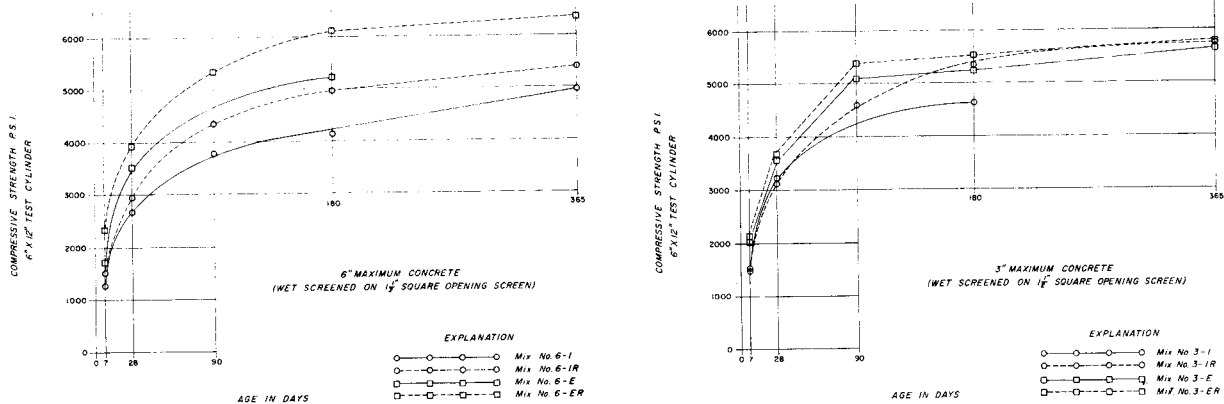 6000
5000
4000
3000
2000
1000
0
COMPRESSIVE STRENGTH P.S.I.
6" X 12" TEST CYLINDER
180
365
6" MAXIMUM CONCRETE
(WET SCREENED ON 1½" SQUARE OPENING SCREEN)
0 7 28 90
AGE IN DAYS
EXPLANATION
Mix No. 6-I
Mix No. 6-IR
Mix No. 6-E
Mix No. 6-ER
6000
5000
4000
3000
2000
1000
0
COMPRESSIVE STRENGTH P.S.I.
6" X 12" TEST CYLINDER
180
365
3" MAXIMUM CONCRETE
(WET SCREENED ON 1½" SQUARE OPENING SCREEN)
0 7 28 90
AGE IN DAYS
EXPLANATION
Mix No. 3-I
Mix No. 3-IR
Mix No. 3-E
Mix No. 3-ER